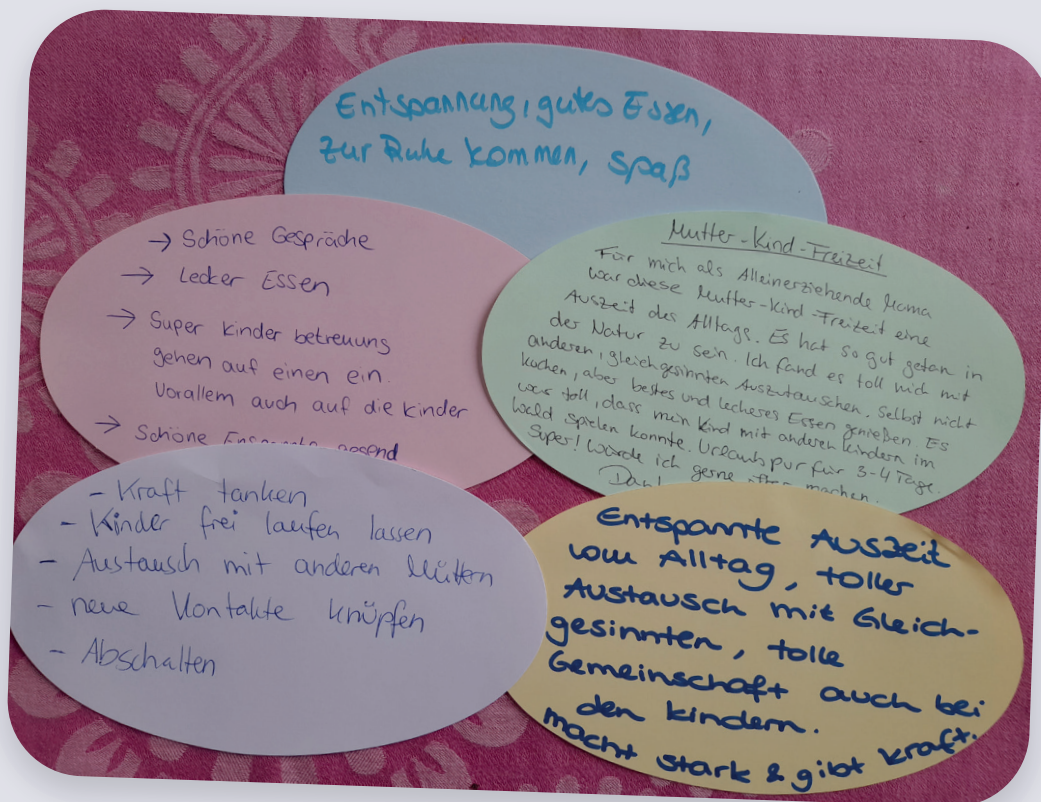 Entspannung, gutes Essen,
zur Ruhe kommen, spaß
→ Schöne Gespräche
→ Lecker Essen
→ Super kinder betreuung
gehen auf einen ein.
Vorallem auch auf die kinder
→ Schöne
Mutter-Kind-Freizeit
Für mich als Alleinerziehende Mama
war diese Mutter-Kind-Freizeit eine
Auszeit des Alltags. Es hat so gut getan in
der Natur zu sein. Ich fand es toll mich mit
anderen, gleichgesinnten Auszutauschen. Selbst nicht
kochen, aber bestes und leckeres Essen genießen. Es
war toll, dass mein Kind mit anderen Kindern im
Wald spielen konnte. Urlaub pur für 3-4 Tage.
Super! Würde ich gerne öfter machen.
- Kraft tanken
- Kinder frei laufen lassen
- Austausch mit anderen Müttern
- neue Kontakte knüpfen
- Abschalten
Entspannte Auszeit
vom Alltag, toller
Austausch mit Gleich-
gesinnten, tolle
Gemeinschaft auch bei
den kindern.
macht stark & gibt kraft.